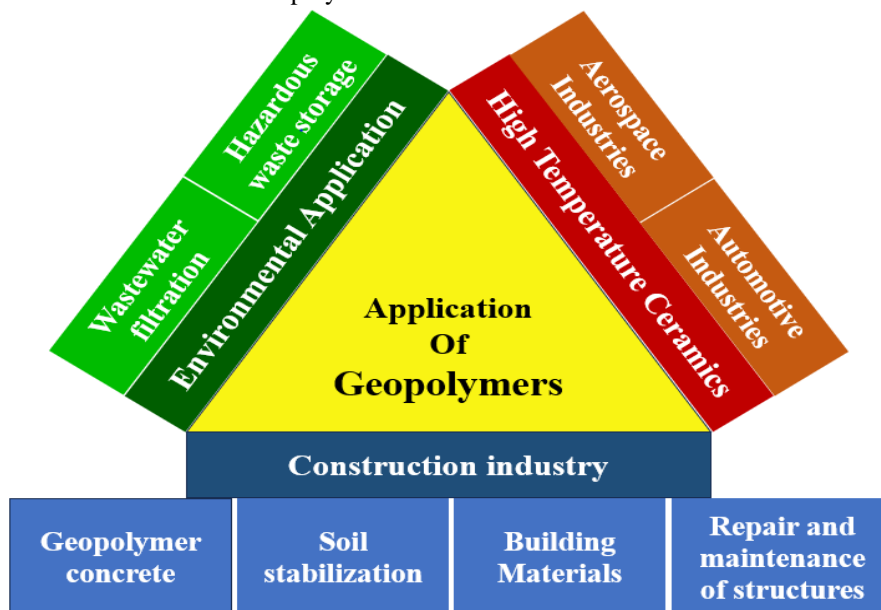 Hazardous
waste storage
Wastewater
filtration
Environmental Application
Aerospace
Industries
Automotive
Industries
High Temperature Ceramics
Application
Of
Geopolymers
Construction industry
Geopolymer
concrete
Soil
stabilization
Building
Materials
Repair and
maintenance
of structures